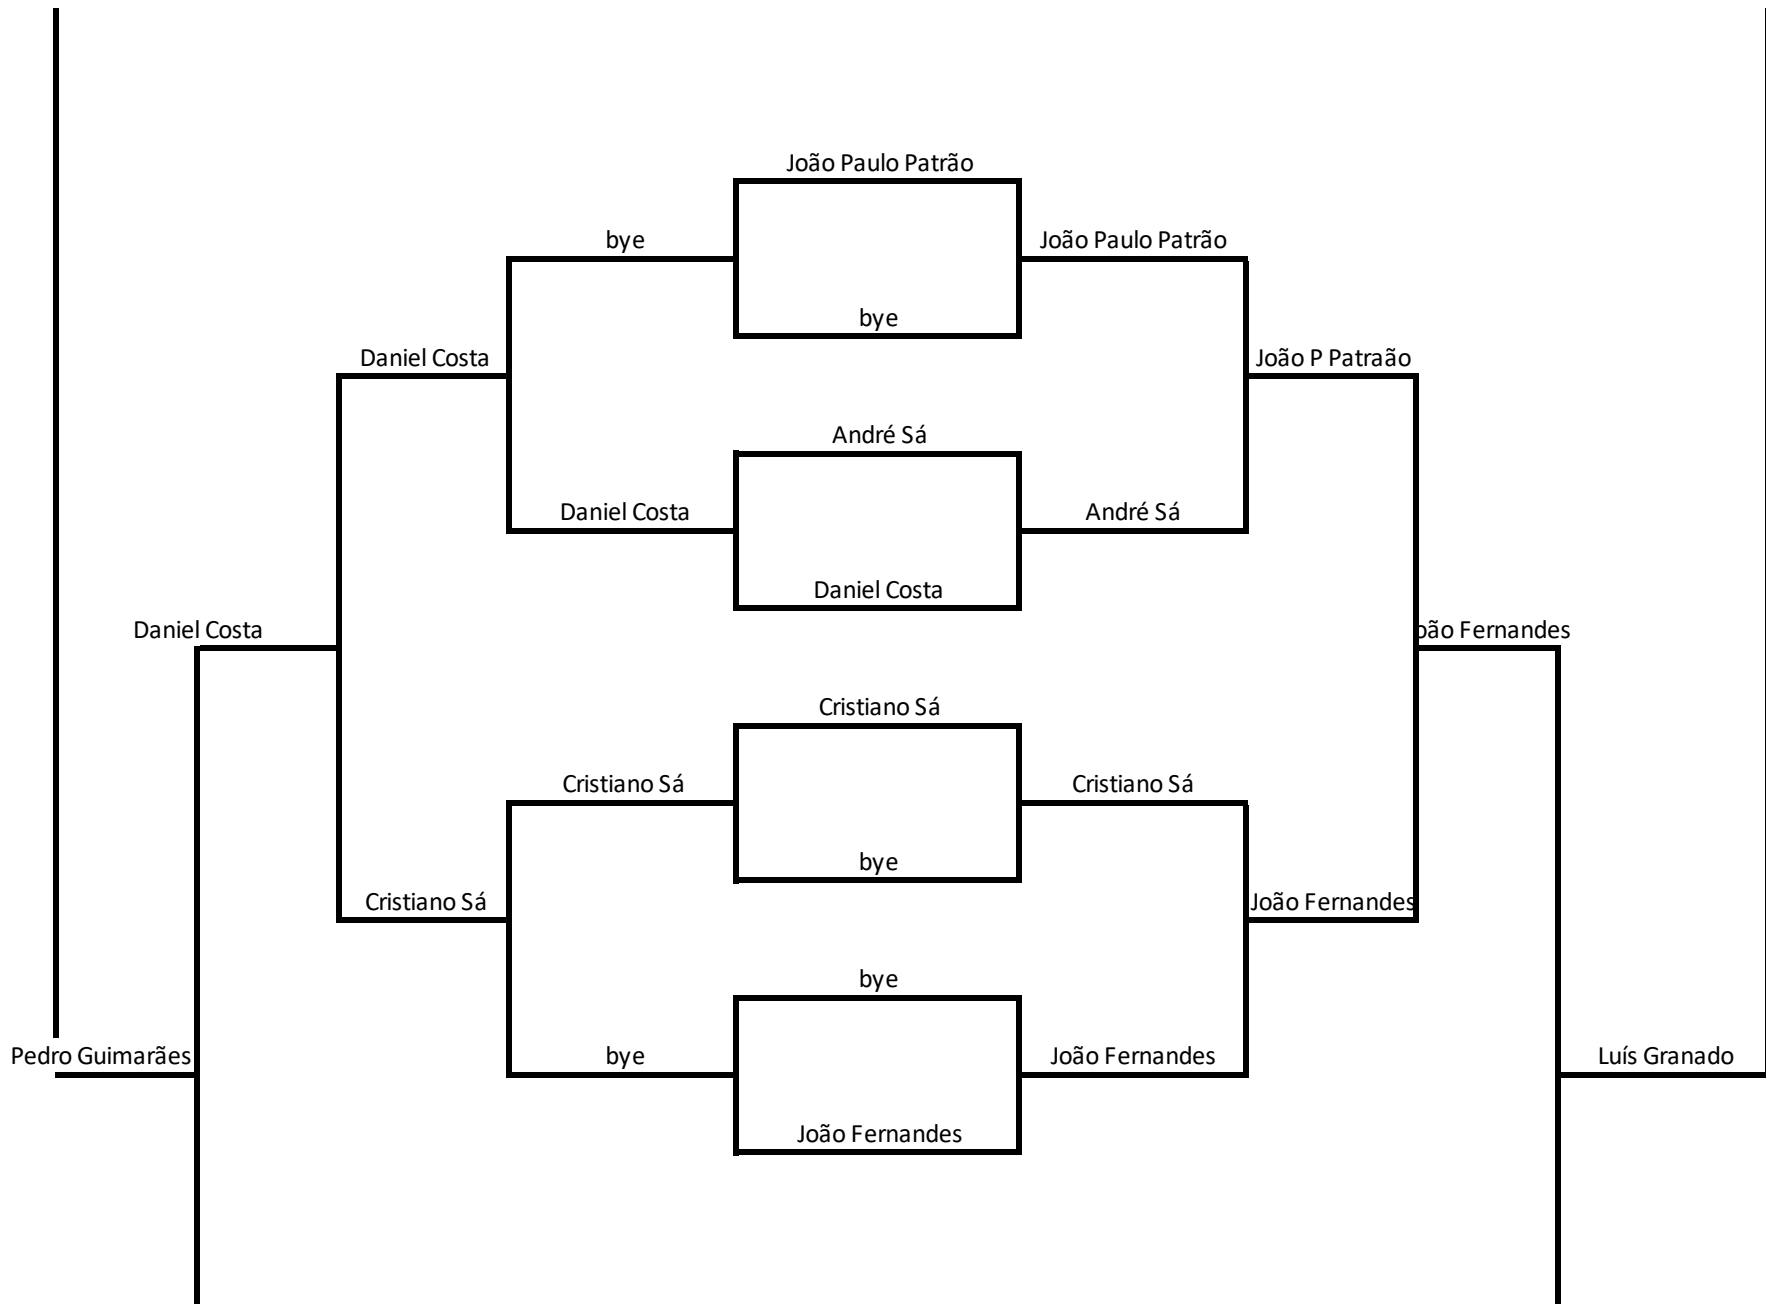 João Paulo Patrão
bye
João Paulo Patrão
bye
Daniel Costa
João P Patraão
André Sá
Daniel Costa
André Sá
Daniel Costa
Daniel Costa
oão Fernandes
Cristiano Sá
Cristiano Sá
Cristiano Sá
bye
Cristiano Sá
João Fernandes
bye
Pedro Guimarães
bye
João Fernandes
Luís Granado
João Fernandes